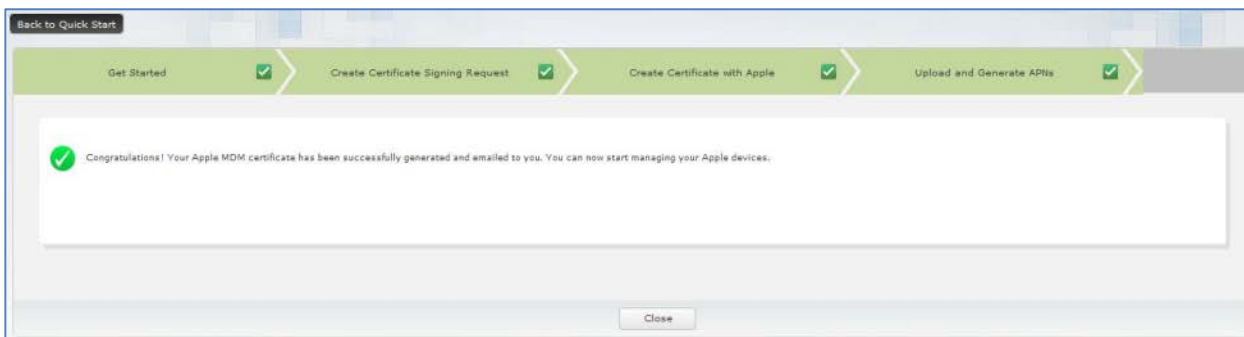 Back to Quick Start
Get Started
Create Certificate Signing Request
Create Certificate with Apple
Upload and Generate APNs
Congratulations! Your Apple MDM certificate has been successfully generated and emailed to you. You can now start managing your Apple devices.
Close